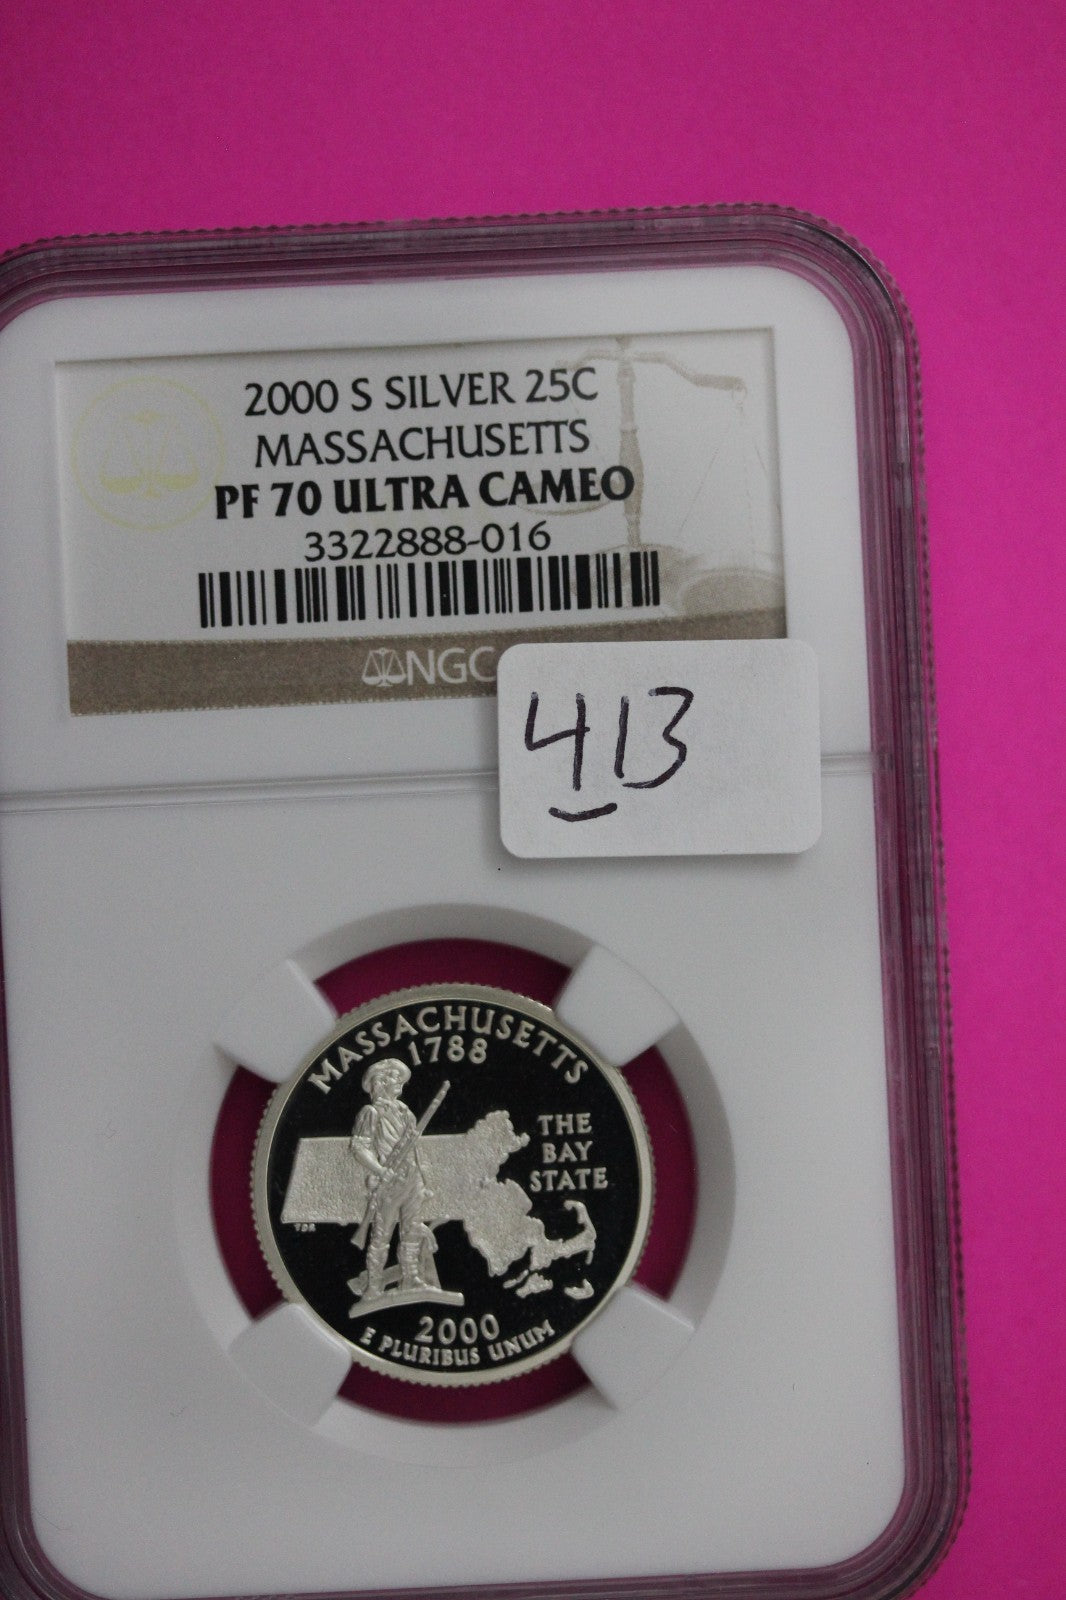 2000 S SILVER 25C
MASSACHUSETTS
PF 70 ULTRA CAMEO
3322888-016
NGC
413
MASSACHUSETTS
1788
THE
BAY
STATE
TDF
2000
E PLURIBUS UNUM